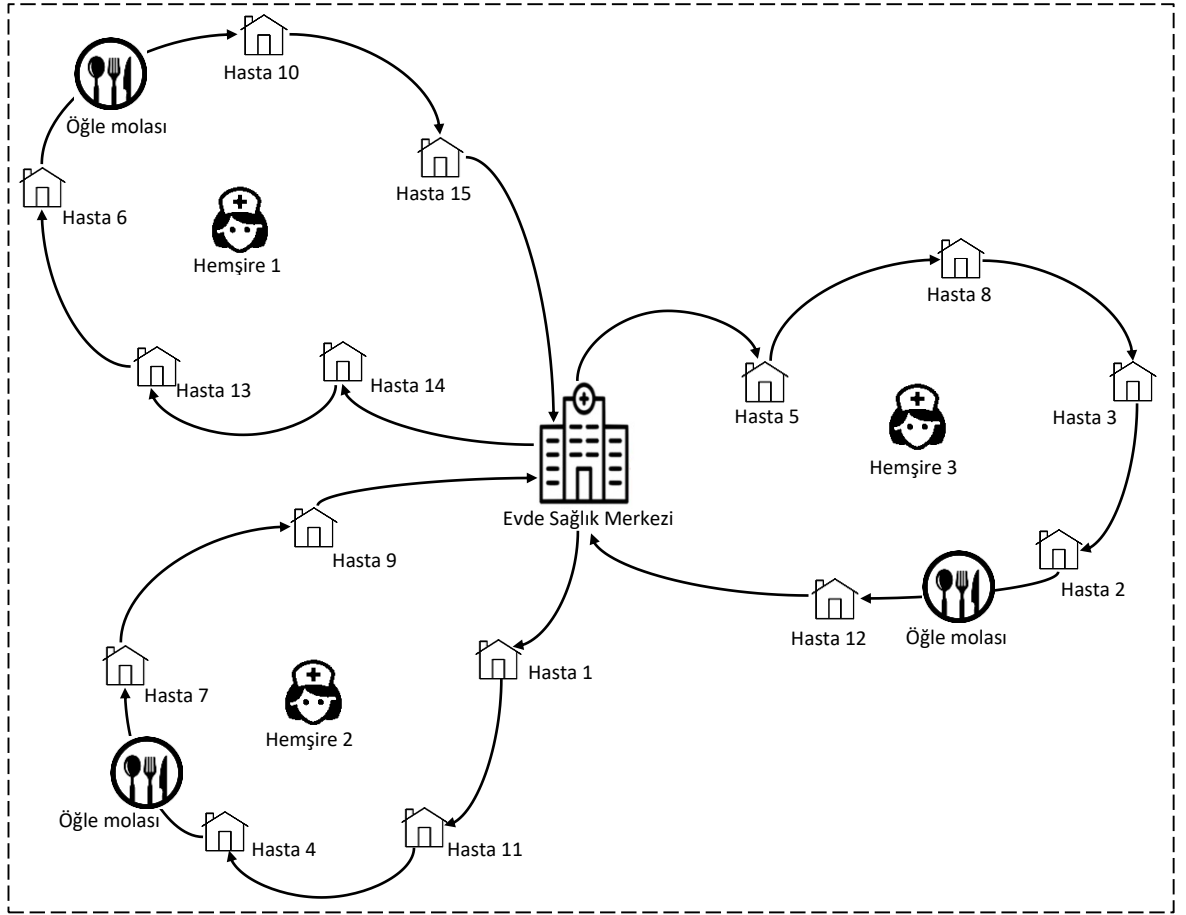 Hasta 10
Öğle molası
Hasta 15
Hasta 6
Hemşire 1
Hasta 13
Hasta 14
Hasta 8
Hasta 5
Hasta 3
Hemşire 3
Evde Sağlık Merkezi
Hasta 9
Hasta 2
Hasta 12
Öğle molası
Hasta 1
Hasta 7
Hemşire 2
Öğle molası
Hasta 4
Hasta 11